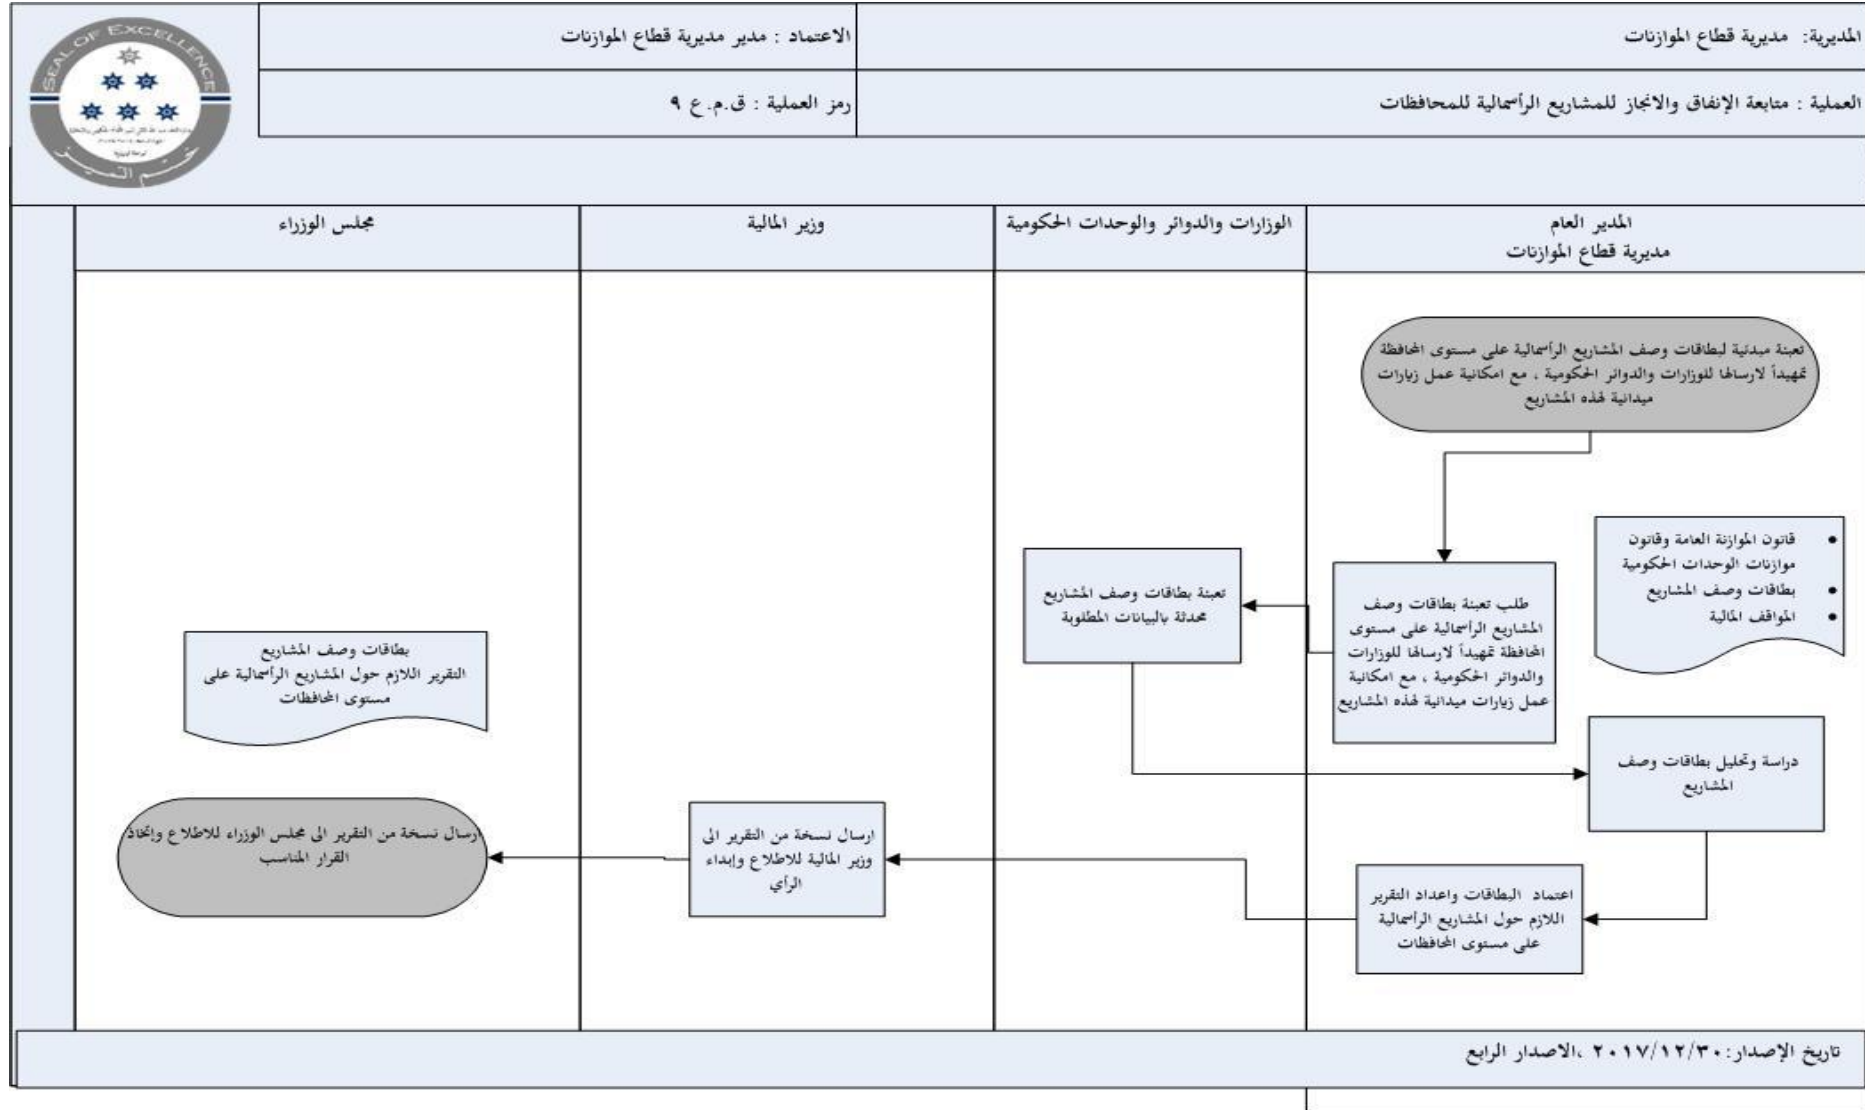 المديرية: مديرية قطاع الموازنات
الاعتماد : مدير مديرية قطاع الموازنات
العملية : متابعة الإنفاق والانجاز للمشاريع الرأسمالية للمحافظات
رمز العملية : ق.م.ع ٩
SEAL OF EXCELLENCE
ختم التميز
المدير العام
مديرية قطاع الموازنات
الوزارات والدوائر والوحدات الحكومية
وزير المالية
مجلس الوزراء
تعبئة مبدئية لبطاقات وصف المشاريع الرأسمالية على مستوى المحافظة
تمهيداً لارسالها للوزارات والدوائر الحكومية ، مع امكانية عمل زيارات
ميدانية لهذه المشاريع
• قانون الموازنة العامة وقانون
موازنات الوحدات الحكومية
• بطاقات وصف المشاريع
• المواقف المالية
طلب تعبئة بطاقات وصف
المشاريع الرأسمالية على مستوى
المحافظة تمهيداً لارسالها للوزارات
والدوائر الحكومية ، مع امكانية
عمل زيارات ميدانية لهذه المشاريع
تعبئة بطاقات وصف المشاريع
محدثة بالبيانات المطلوبة
دراسة وتحليل بطاقات وصف
المشاريع
اعتماد البطاقات واعداد التقرير
اللازم حول المشاريع الرأسمالية
على مستوى المحافظات
ارسال نسخة من التقرير الى
وزير المالية للاطلاع وإبداء
الرأي
بطاقات وصف المشاريع
التقرير اللازم حول المشاريع الرأسمالية على
مستوى المحافظات
ارسال نسخة من التقرير الى مجلس الوزراء للاطلاع وإتخاذ
القرار المناسب
تاريخ الإصدار: ٢٠١٧/١٢/٣٠ ،الاصدار الرابع